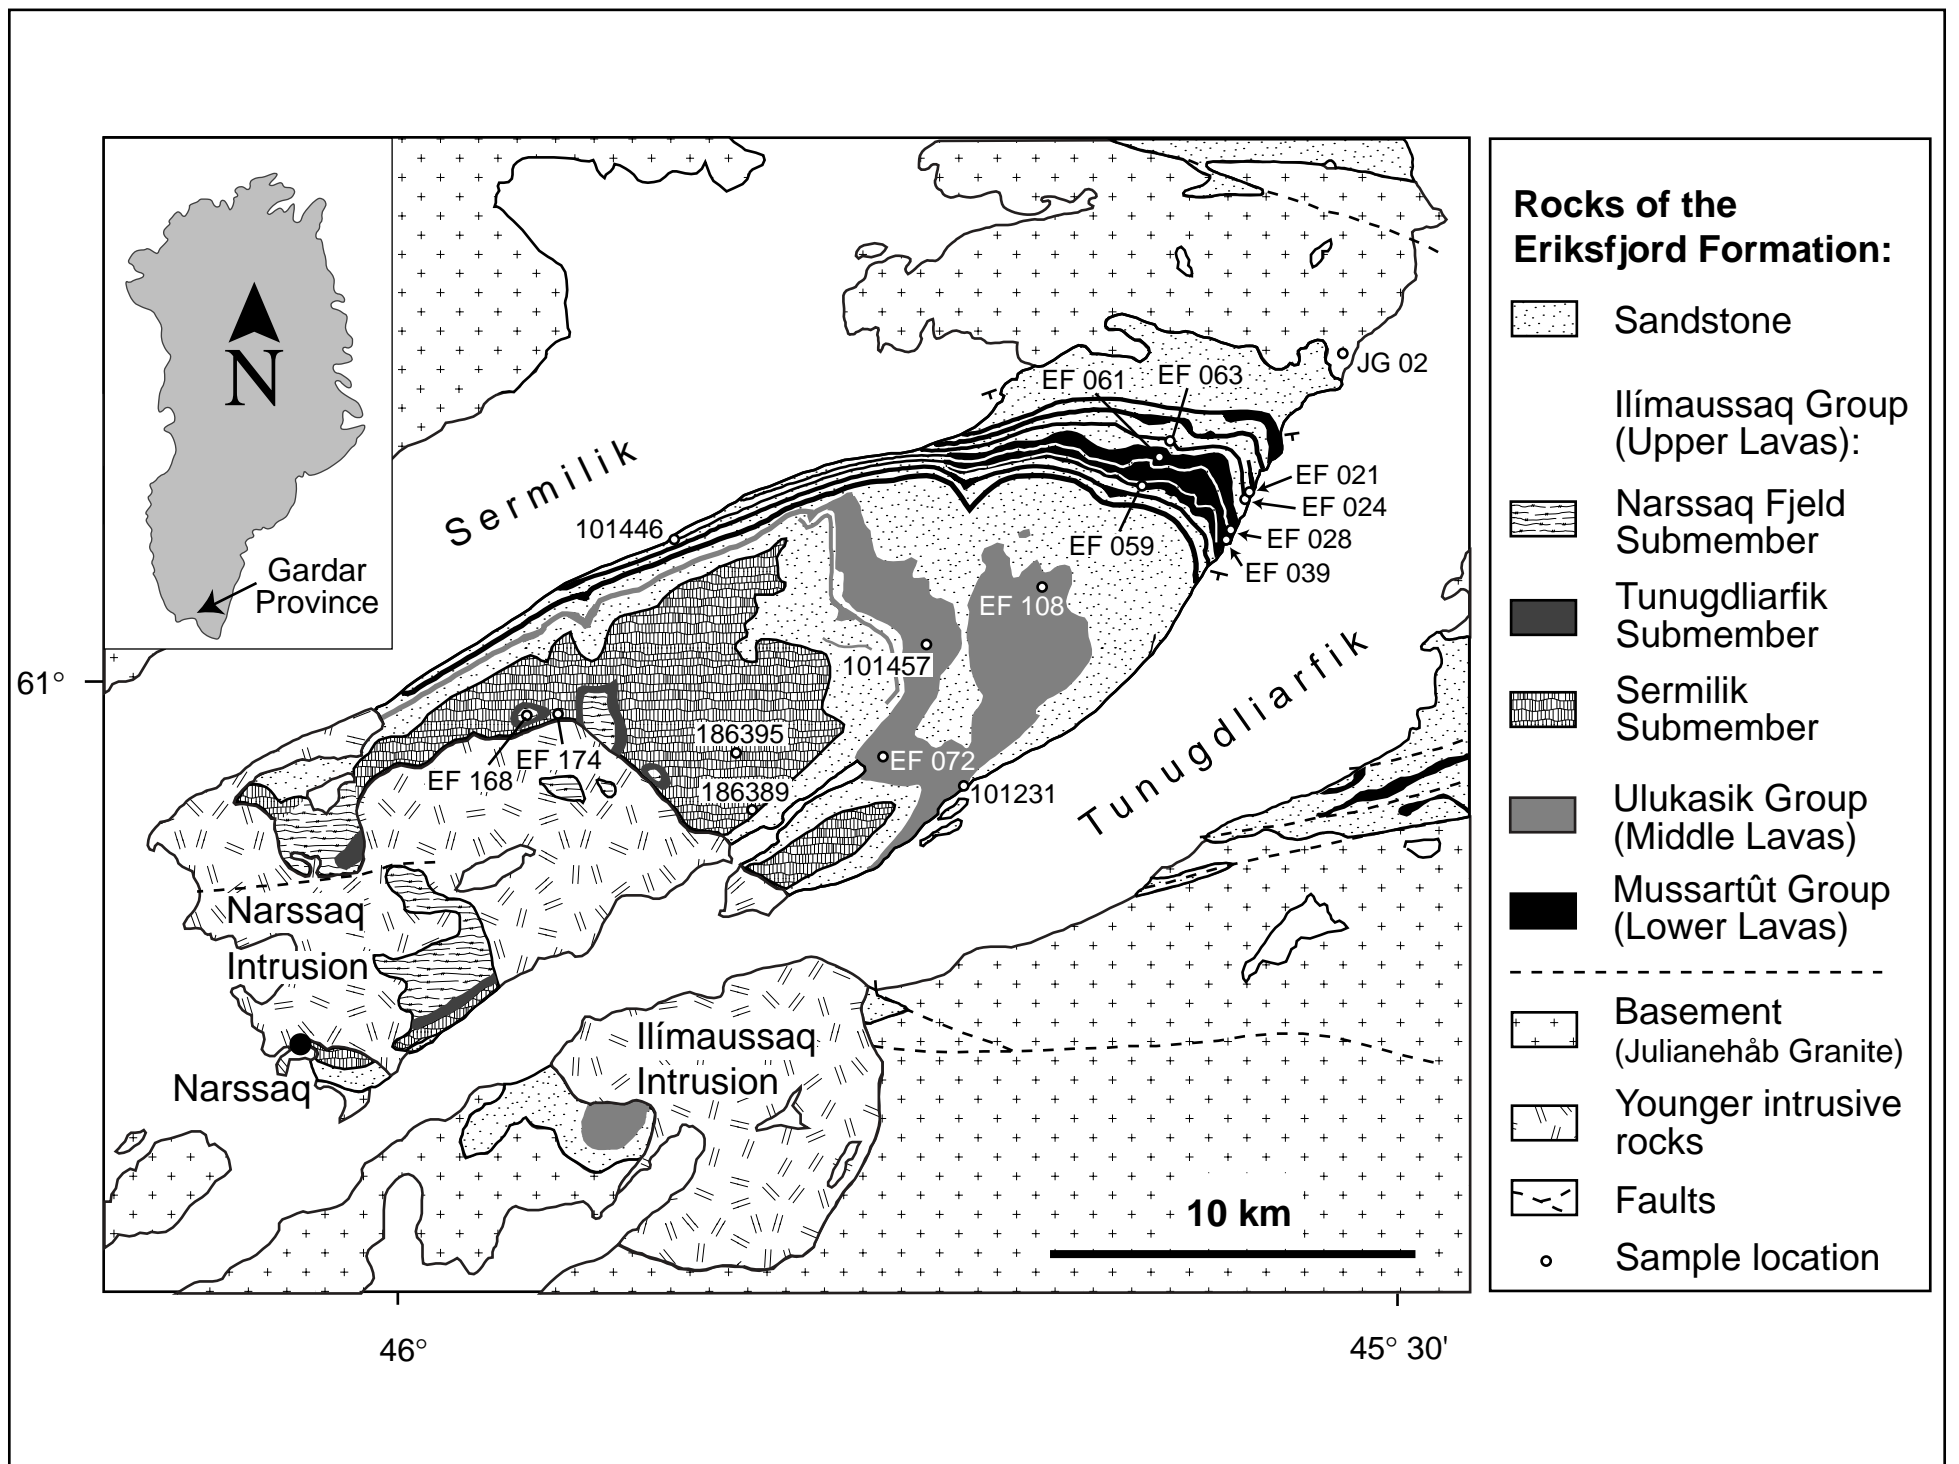 N
Gardar
Province
Sermilik
Tunugdliarfik
JG 02
EF 061
EF 063
EF 021
EF 024
EF 028
EF 039
EF 059
101446
EF 108
101457
186395
EF 174
EF 168
186389
EF 072
101231
Narssaq
Intrusion
Narssaq
Ilímaussaq
Intrusion
10 km
61°
46°
45° 30'
Rocks of the
Eriksfjord Formation:
Sandstone
Ilímaussaq Group
(Upper Lavas):
Narssaq Fjeld
Submember
Tunugdliarfik
Submember
Sermilik
Submember
Ulukasik Group
(Middle Lavas)
Mussartût Group
(Lower Lavas)
Basement
(Julianehåb Granite)
Younger intrusive
rocks
Faults
Sample location